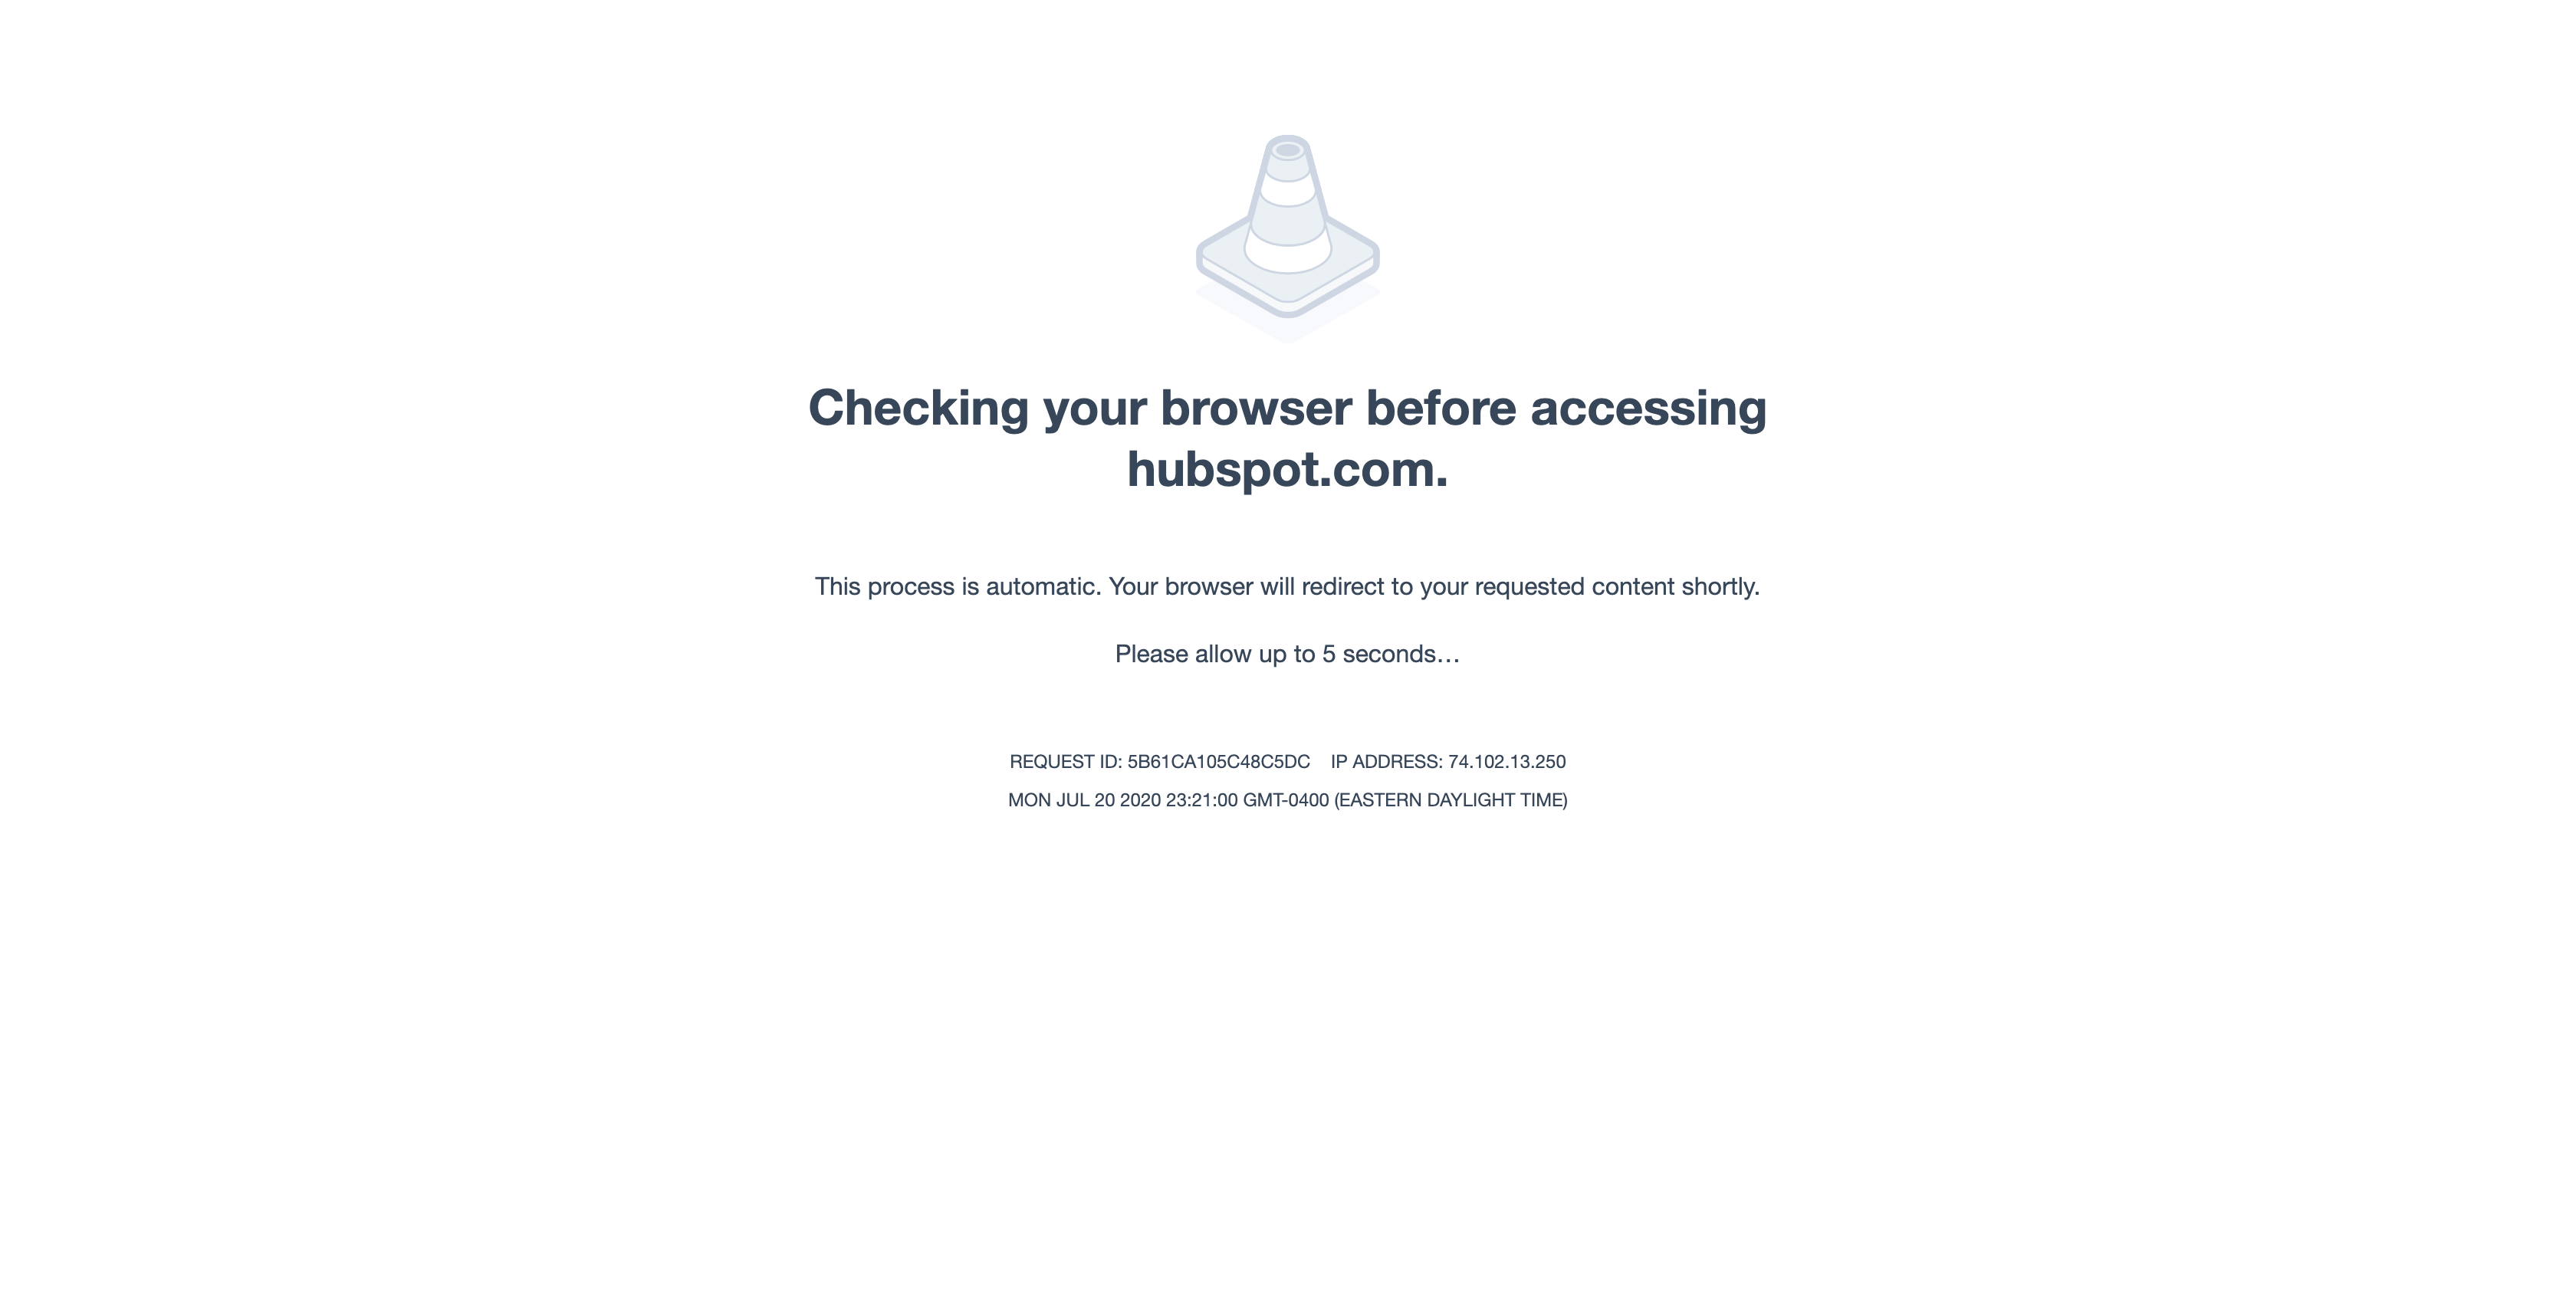 Checking your browser before accessing
hubspot.com.
This process is automatic. Your browser will redirect to your requested content shortly.
Please allow up to 5 seconds…
REQUEST ID: 5B61CA105C48C5DC    IP ADDRESS: 74.102.13.250
MON JUL 20 2020 23:21:00 GMT-0400 (EASTERN DAYLIGHT TIME)